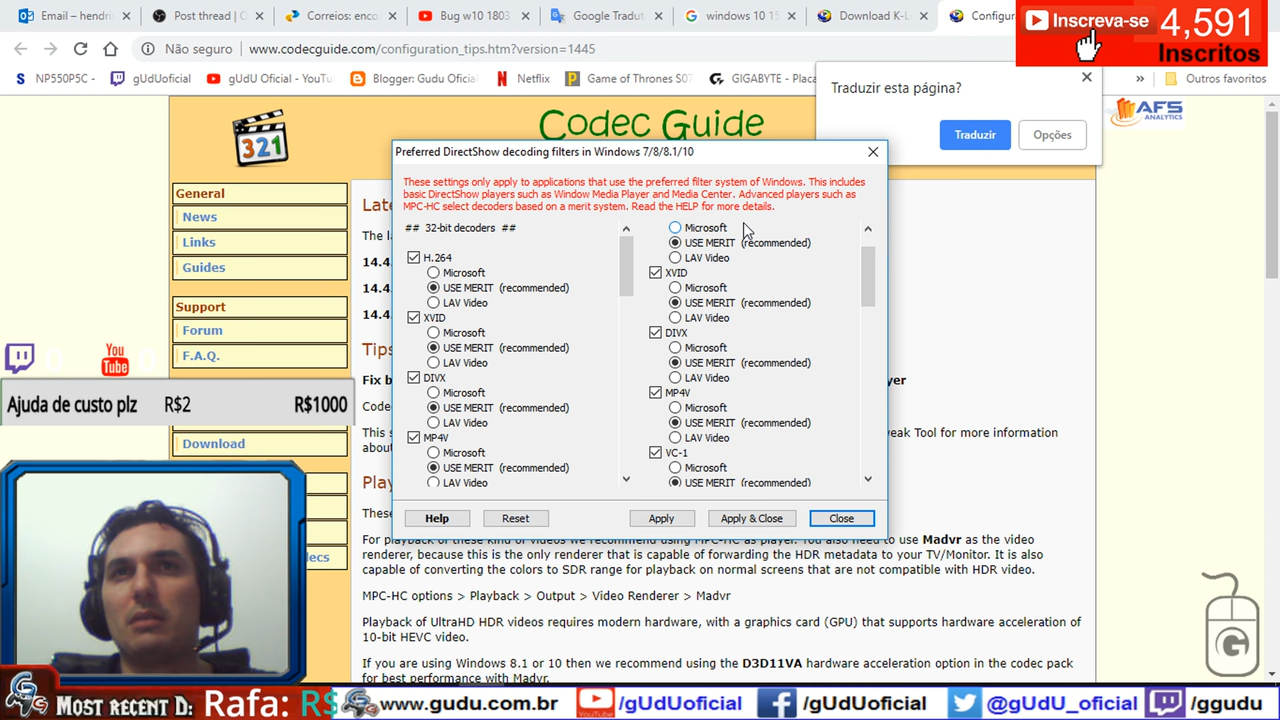 Email – hendri
Post thread | G
Correios: enco
Bug w10 1803
Google Tradut
windows 10 15
Download K-L
Configur
Inscreva-se
4,591
Inscritos
Não seguro
www.codecguide.com/configuration_tips.htm?version=1445
NP550P5C -
gUdUoficial
gUdU Oficial - YouTu
Blogger: Gudu Oficia
Netflix
Game of Thrones S07
GIGABYTE - Placa
»
Outros favoritos
Traduzir esta página?
Traduzir
Opções
AFS
ANALYTICS
321
Codec Guide
General
News
Links
Guides
Support
Forum
F.A.Q.
Download
decs
Late
The la
14.4.
14.4.
14.4.
Tips
Fix b
yer
Codec
This s
eak Tool for more information
about
Play
These
Preferred DirectShow decoding filters in Windows 7/8/8.1/10
These settings only apply to applications that use the preferred filter system of Windows. This includes
basic DirectShow players such as Window Media Player and Media Center. Advanced players such as
MPC-HC select decoders based on a merit system. Read the HELP for more details.
## 32-bit decoders ##
H.264
Microsoft
USE MERIT (recommended)
LAV Video
XVID
Microsoft
USE MERIT (recommended)
LAV Video
DIVX
Microsoft
USE MERIT (recommended)
LAV Video
MP4V
Microsoft
USE MERIT (recommended)
LAV Video
Microsoft
USE MERIT (recommended)
LAV Video
XVID
Microsoft
USE MERIT (recommended)
LAV Video
DIVX
Microsoft
USE MERIT (recommended)
LAV Video
MP4V
Microsoft
USE MERIT (recommended)
LAV Video
VC-1
Microsoft
USE MERIT (recommended)
Help
Reset
Apply
Apply & Close
Close
For playback of these kind of videos we recommend using MPC-HC as player. You also need to use Madvr as the video
renderer, because this is the only renderer that is capable of forwarding the HDR metadata to your TV/Monitor. It is also
capable of converting the colors to SDR range for playback on normal screens that are not compatible with HDR video.
MPC-HC options > Playback > Output > Video Renderer > Madvr
Playback of UltraHD HDR videos requires modern hardware, with a graphics card (GPU) that supports hardware acceleration of
10-bit HEVC video.
If you are using Windows 8.1 or 10 then we recommend using the D3D11VA hardware acceleration option in the codec pack
for best performance with Madvr.
You
Tube
Ajuda de custo plz R$2 R$1000
Most recent D: Rafa: R$
www.gudu.com.br
/gUdUoficial
/gUdUoficial
@gUdU_oficial
/ggudu